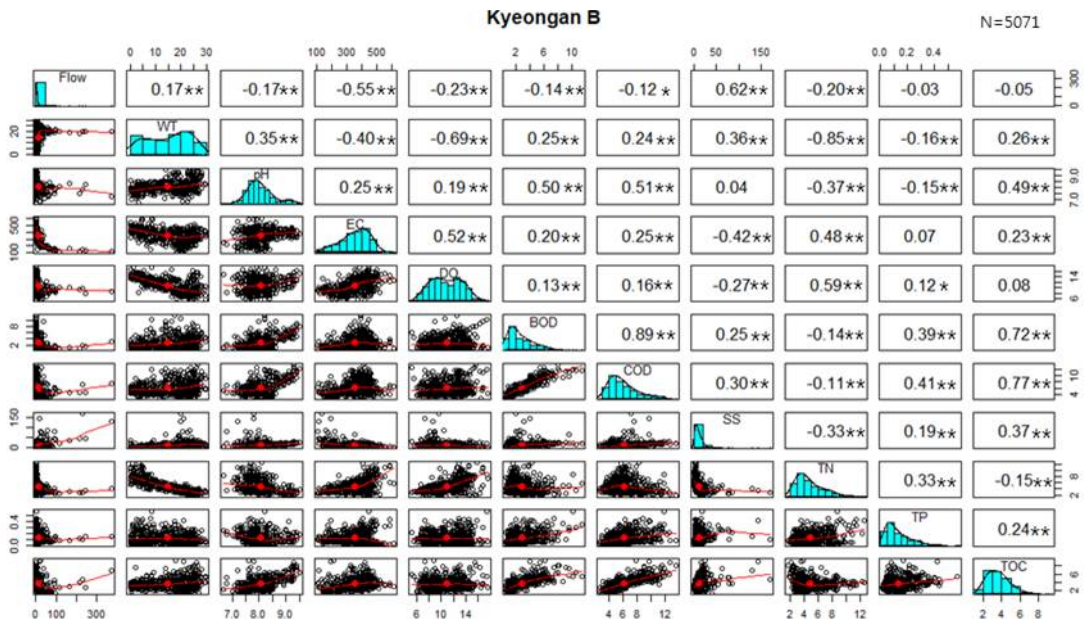 Kyeongan B
N=5071
0 5 10 20 30 100 300 500 2 6 10 0 50 150 0.0 0.2 0.4
Flow 0.17** -0.17** -0.55** -0.23** -0.14** -0.12 * 0.62** -0.20** -0.03 -0.05 0 300
0 20 WT 0.35** -0.40** -0.69** 0.25** 0.24** 0.36** -0.85** -0.16** 0.26**
pH 0.25** 0.19** 0.50** 0.51** 0.04 -0.37** -0.15** 0.49** 7.0 9.0
100 500 EC 0.52** 0.20** 0.25** -0.42** 0.48** 0.07 0.23**
DO 0.13** 0.16** -0.27** 0.59** 0.12* 0.08 6 10 14
2 8 BOD 0.89** 0.25** -0.14** 0.39** 0.72**
COD 0.30** -0.11** 0.41** 0.77** 4 10
0 150 SS -0.33** 0.19** 0.37**
TN 0.33** -0.15** 2 8
0.0 0.4 TP 0.24**
TOC 2 6
0 100 300 7.0 8.0 9.0 6 10 14 4 6 8 12 2 4 6 8 12 2 4 6 8